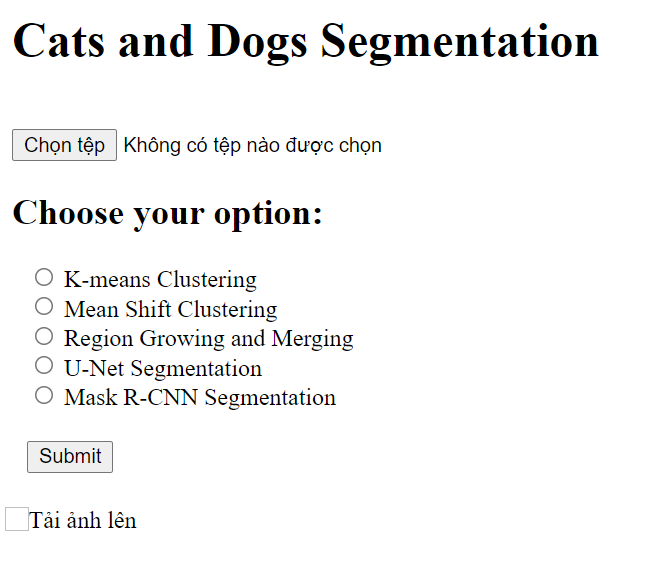 Cats and Dogs Segmentation
Chọn tệp Không có tệp nào được chọn
Choose your option:
K-means Clustering
Mean Shift Clustering
Region Growing and Merging
U-Net Segmentation
Mask R-CNN Segmentation
Submit
Tải ảnh lên